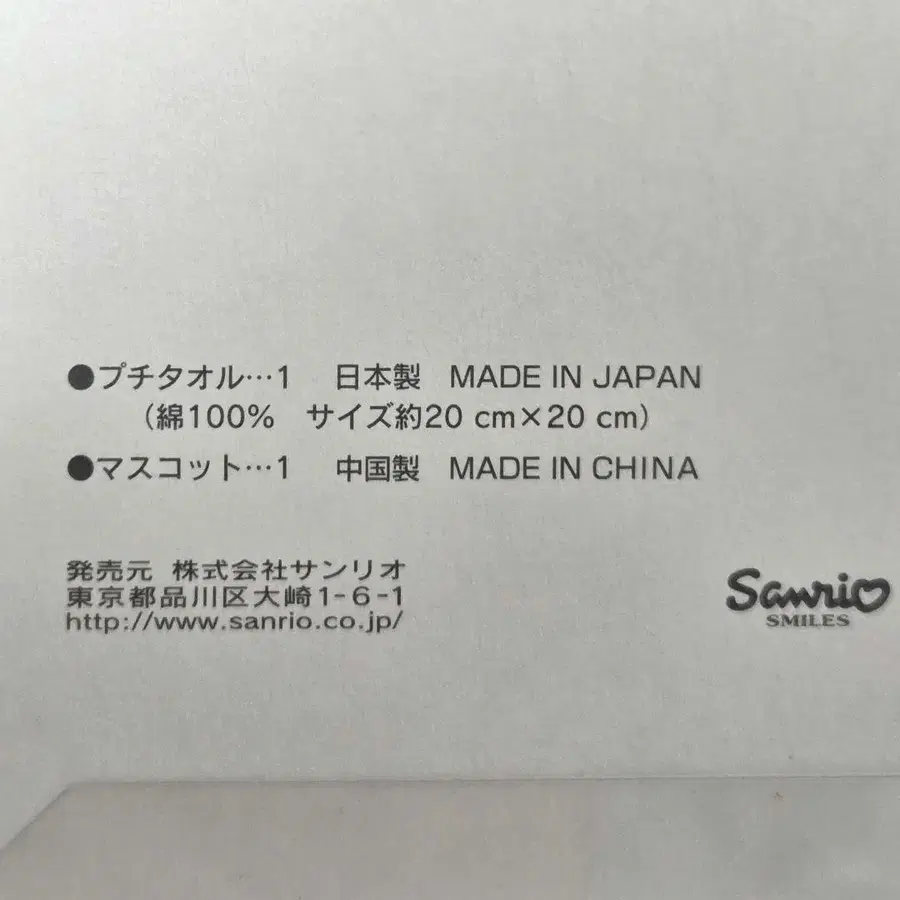 ●プチタオル…1 日本製 MADE IN JAPAN
(綿100% サイズ約20 cm×20 cm)
●マスコット…1 中国製 MADE IN CHINA
発売元 株式会社サンリオ
東京都品川区大崎1-6-1
http://www.sanrio.co.jp/
Sanrio
SMILES